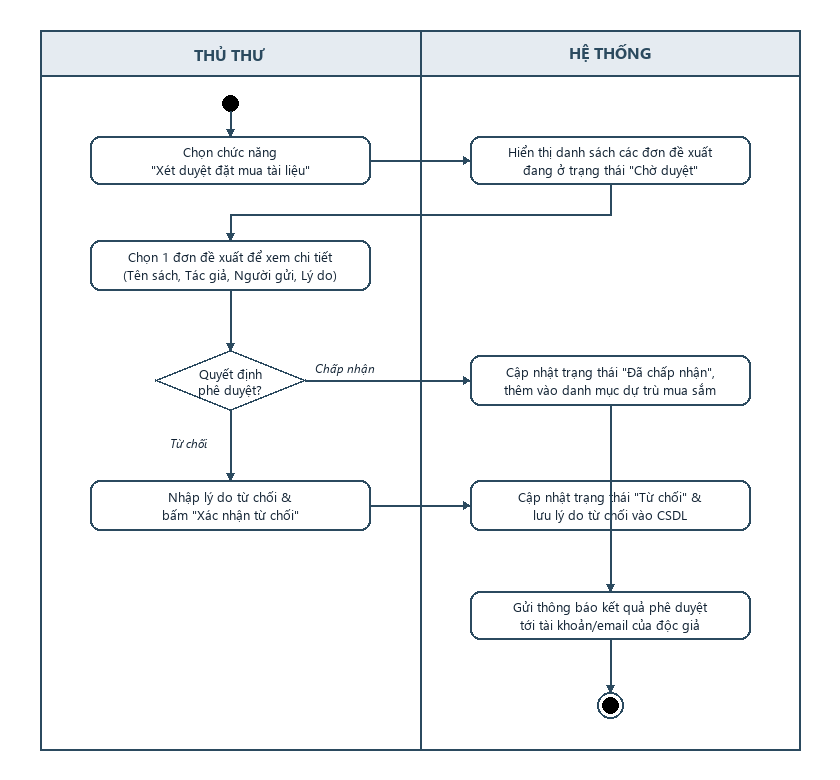 THỦ THƯ
HỆ THỐNG
Chọn chức năng
"Xét duyệt đặt mua tài liệu"
Hiển thị danh sách các đơn đề xuất
đang ở trạng thái "Chờ duyệt"
Chọn 1 đơn đề xuất để xem chi tiết
(Tên sách, Tác giả, Người gửi, Lý do)
Quyết định
phê duyệt?
Chấp nhận
Cập nhật trạng thái "Đã chấp nhận",
thêm vào danh mục dự trù mua sắm
Từ chối
Nhập lý do từ chối &
bấm "Xác nhận từ chối"
Cập nhật trạng thái "Từ chối" &
lưu lý do từ chối vào CSDL
Gửi thông báo kết quả phê duyệt
tới tài khoản/email của độc giả